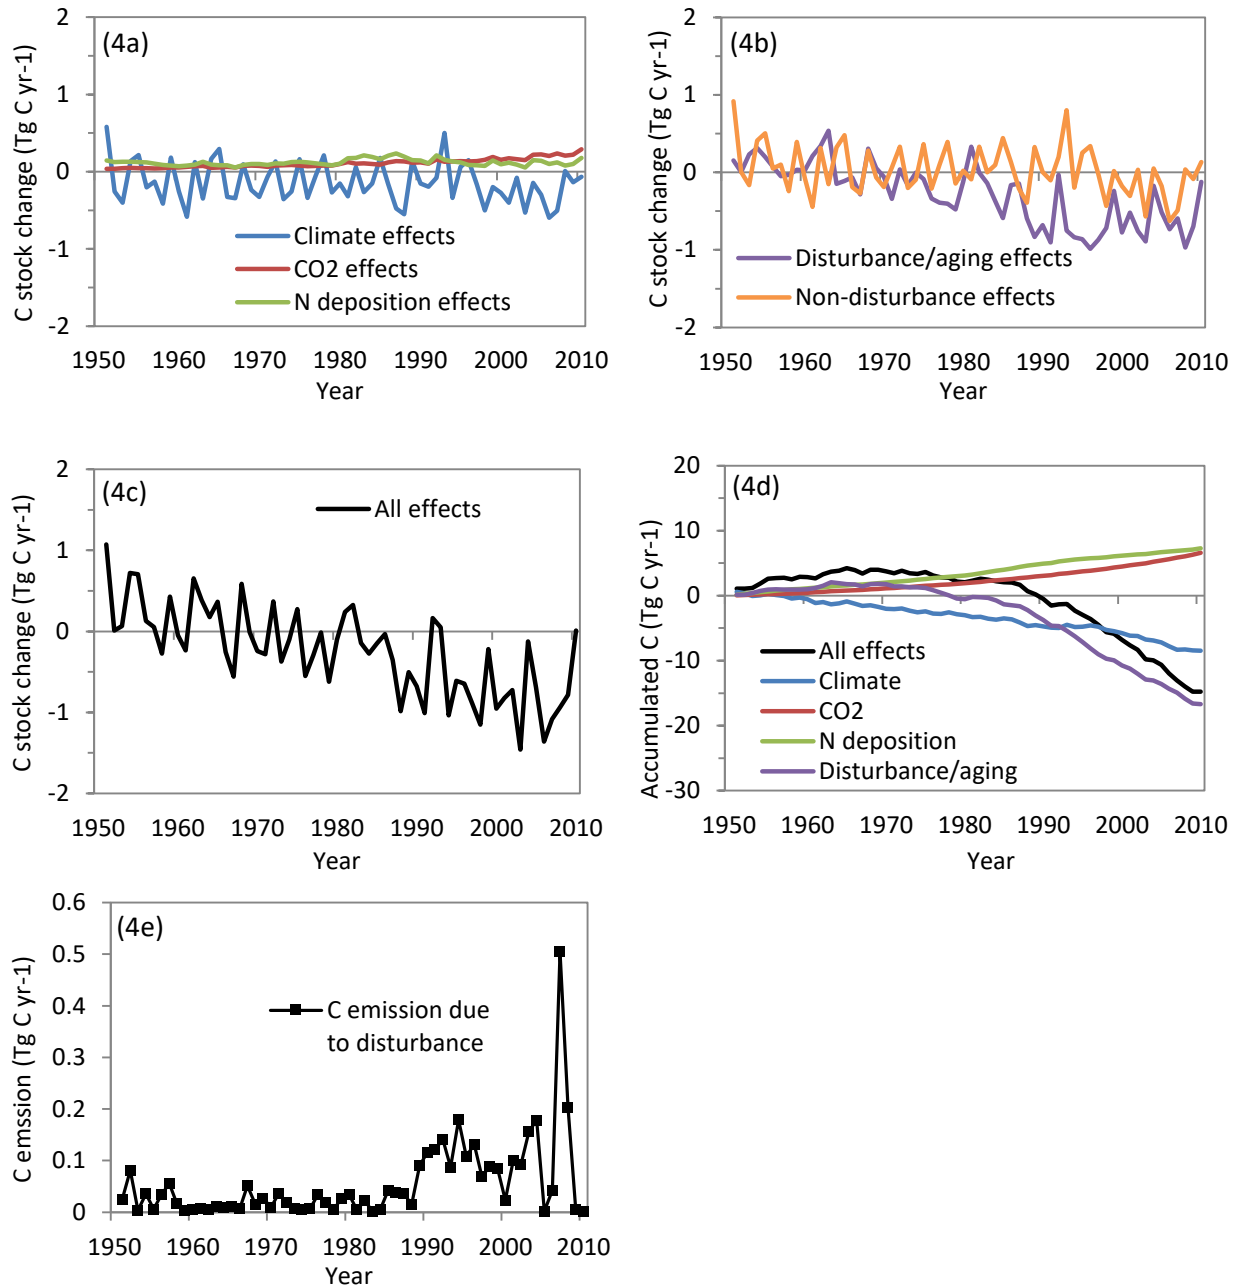 (4a)
C stock change (Tg C yr-1)
2
1
0
-1
-2
Climate effects
CO2 effects
N deposition effects
1950 1960 1970 1980 1990 2000 2010
Year
(4b)
C stock change (Tg C yr-1)
2
1
0
-1
-2
Disturbance/aging effects
Non-disturbance effects
1950 1960 1970 1980 1990 2000 2010
Year
(4c)
C stock change (Tg C yr-1)
2
1
0
-1
-2
All effects
1950 1960 1970 1980 1990 2000 2010
Year
(4d)
Accumulated C (Tg C yr-1)
20
10
0
-10
-20
-30
All effects
Climate
CO2
N deposition
Disturbance/aging
1950 1960 1970 1980 1990 2000 2010
Year
(4e)
C emssion (Tg C yr-1)
0.6
0.5
0.4
0.3
0.2
0.1
0
C emission due
to disturbance
1950 1960 1970 1980 1990 2000 2010
Year